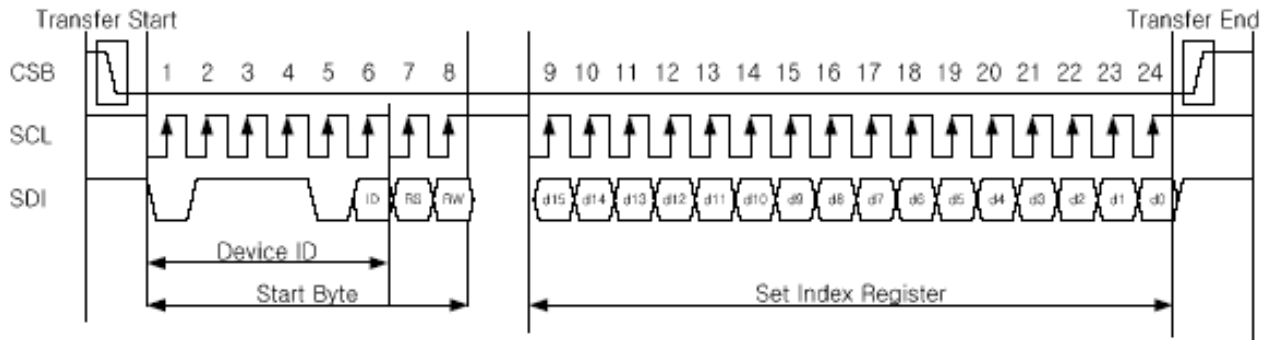 Transfer Start Transfer End
CSB 1 2 3 4 5 6 7 8 9 10 11 12 13 14 15 16 17 18 19 20 21 22 23 24
SCL
SDI ID RS RW d15 d14 d13 d12 d11 d10 d9 d8 d7 d6 d5 d4 d3 d2 d1 d0
Device ID
Start Byte Set Index Register